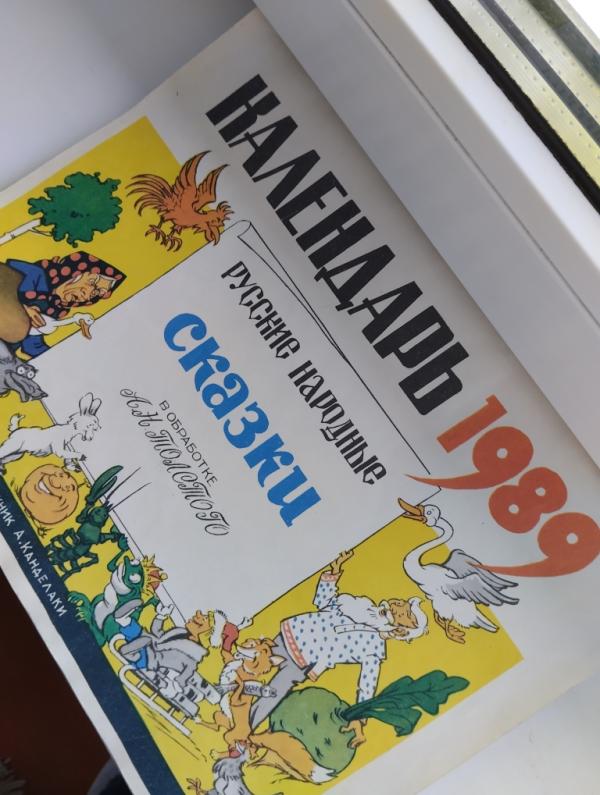 КАЛЕНДАРЬ 1989
РУССКИЕ НАРОДНЫЕ
сказки
В ОБРАБОТКЕ
А.Н.ТОЛСТОГО
А.КАНДЕЛАКИ